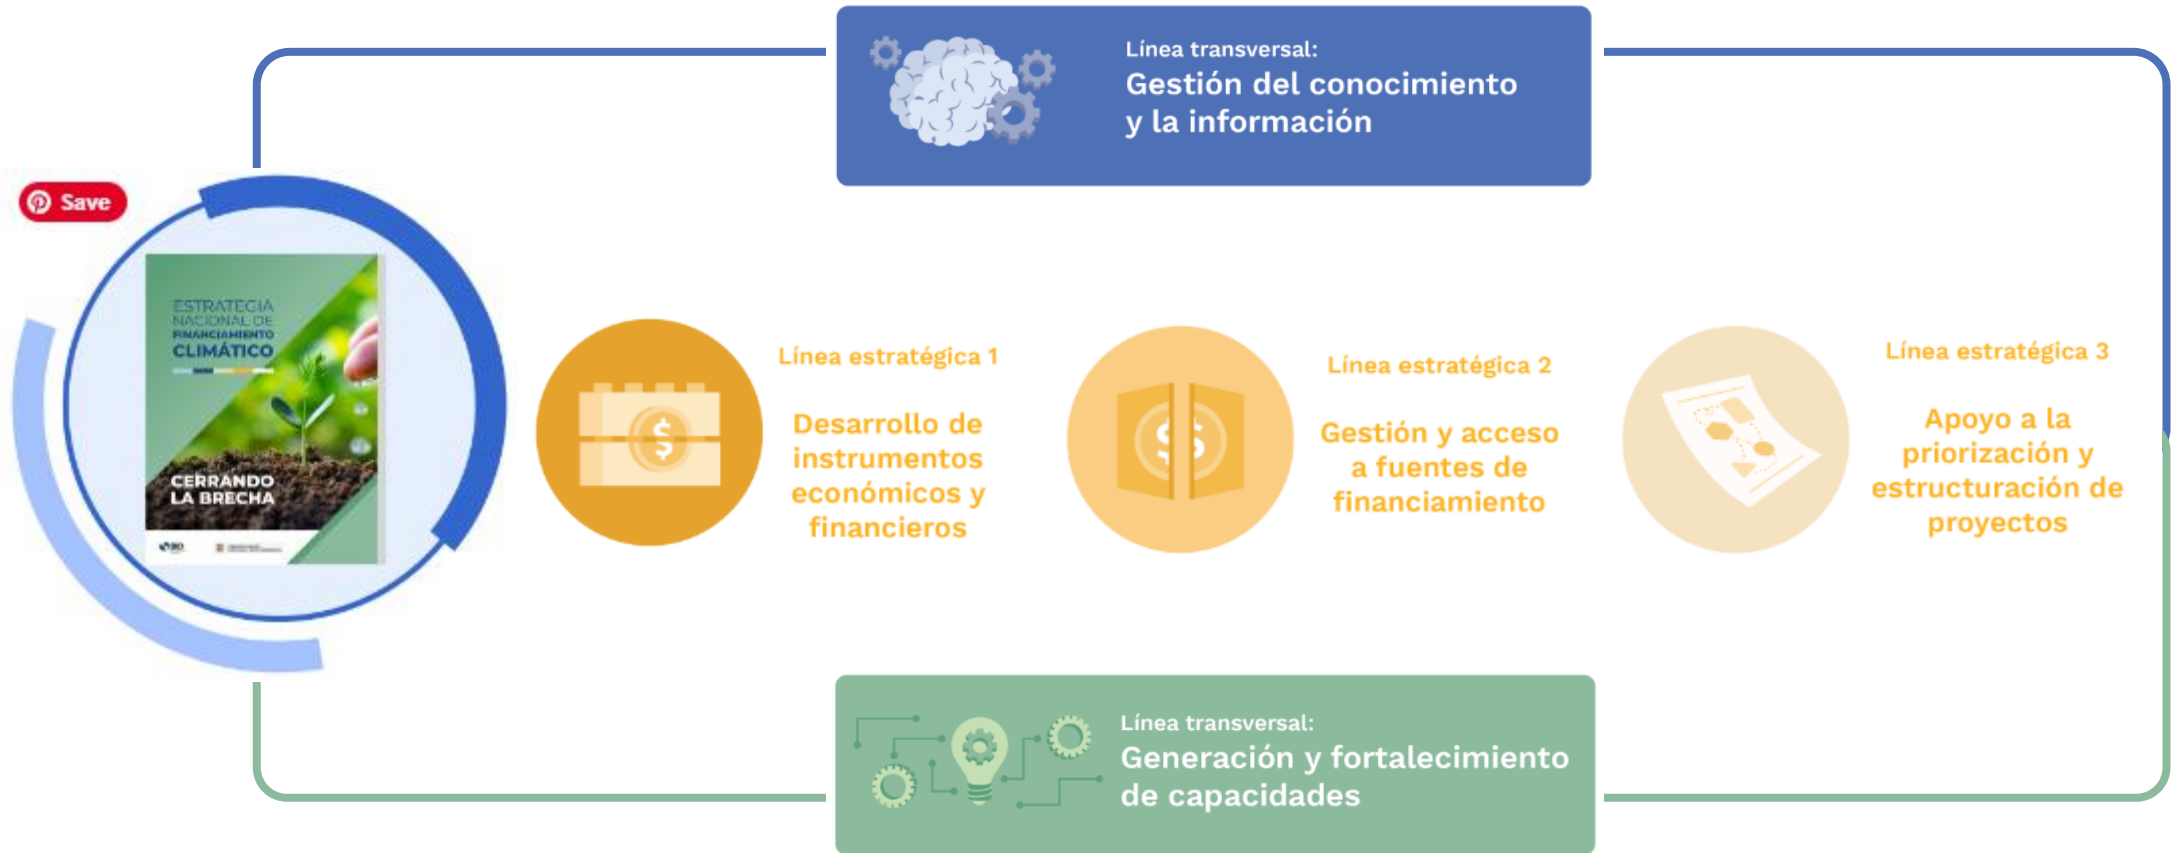 Línea transversal:
Gestión del conocimiento
y la información
Save
ESTRATEGIA
NACIONAL DE
FINANCIAMIENTO
CLIMÁTICO
CERRANDO
LA BRECHA
Línea estratégica 1
Desarrollo de
instrumentos
económicos y
financieros
Línea estratégica 2
Gestión y acceso
a fuentes de
financiamiento
Línea estratégica 3
Apoyo a la
priorización y
estructuración de
proyectos
Línea transversal:
Generación y fortalecimiento
de capacidades